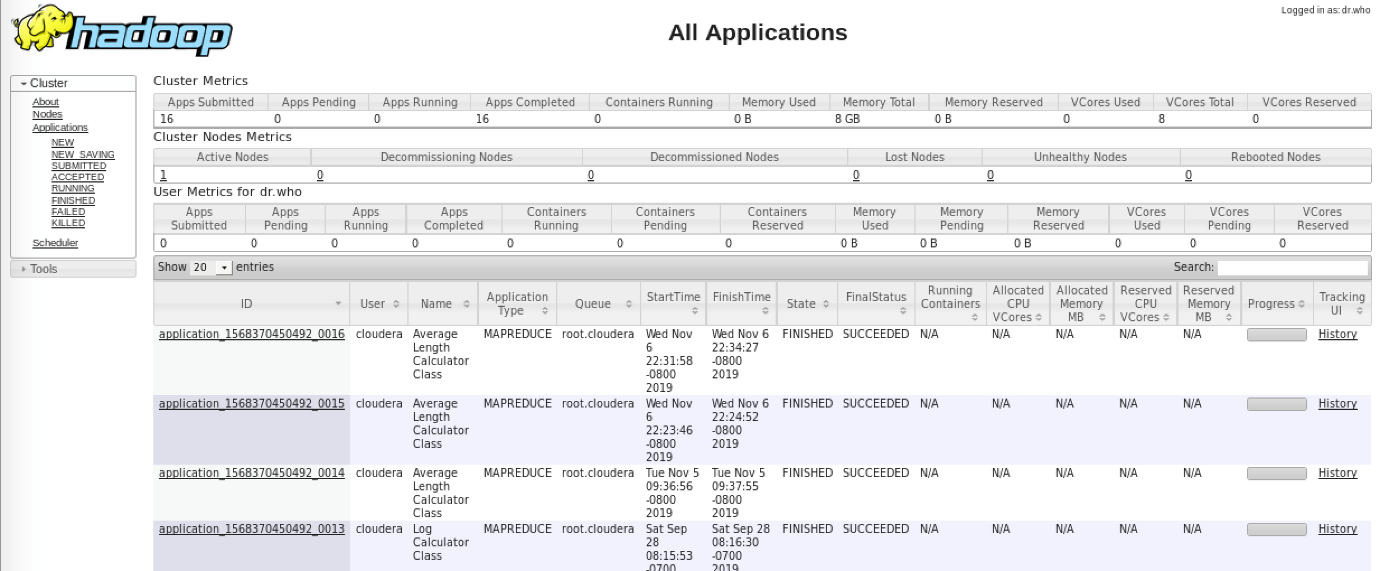 hadoop
All Applications
Logged in as: dr.who
Cluster
About
Nodes
Applications
NEW
NEW_SAVING
SUBMITTED
ACCEPTED
RUNNING
FINISHED
FAILED
KILLED
Scheduler
Tools
Cluster Metrics
Apps Submitted Apps Pending Apps Running Apps Completed Containers Running Memory Used Memory Total Memory Reserved VCores Used VCores Total VCores Reserved
16 0 0 16 0 0 B 8 GB 0 B 0 8 0
Cluster Nodes Metrics
Active Nodes Decommissioning Nodes Decommissioned Nodes Lost Nodes Unhealthy Nodes Rebooted Nodes
1 0 0 0 0 0
User Metrics for dr.who
Apps Apps Apps Apps Containers Containers Containers Memory Memory Memory VCores VCores VCores
Submitted Pending Running Completed Running Pending Reserved Used Pending Reserved Used Pending Reserved
0 0 0 0 0 0 0 0 B 0 B 0 B 0 0 0
Show 20 entries Search:
ID User Name Application Type Queue StartTime FinishTime State FinalStatus Running Containers Allocated CPU VCores Allocated Memory MB Reserved CPU VCores Reserved Memory MB Progress Tracking UI
application_1568370450492_0016 cloudera Average MAPREDUCE root.cloudera Wed Nov Wed Nov 6 FINISHED SUCCEEDED N/A N/A N/A N/A N/A History
Length 6 22:34:27
Calculator 22:31:58 -0800
Class -0800 2019
2019
application_1568370450492_0015 cloudera Average MAPREDUCE root.cloudera Wed Nov Wed Nov 6 FINISHED SUCCEEDED N/A N/A N/A N/A N/A History
Length 6 22:24:52
Calculator 22:23:46 -0800
Class -0800 2019
2019
application_1568370450492_0014 cloudera Average MAPREDUCE root.cloudera Tue Nov 5 Tue Nov 5 FINISHED SUCCEEDED N/A N/A N/A N/A N/A History
Length 09:36:56 09:37:55
Calculator -0800 -0800
Class 2019 2019
application_1568370450492_0013 cloudera Log MAPREDUCE root.cloudera Sat Sep Sat Sep 28 FINISHED SUCCEEDED N/A N/A N/A N/A N/A History
Calculator 28 08:16:30
Class 08:15:53 -0700
-0700 2019